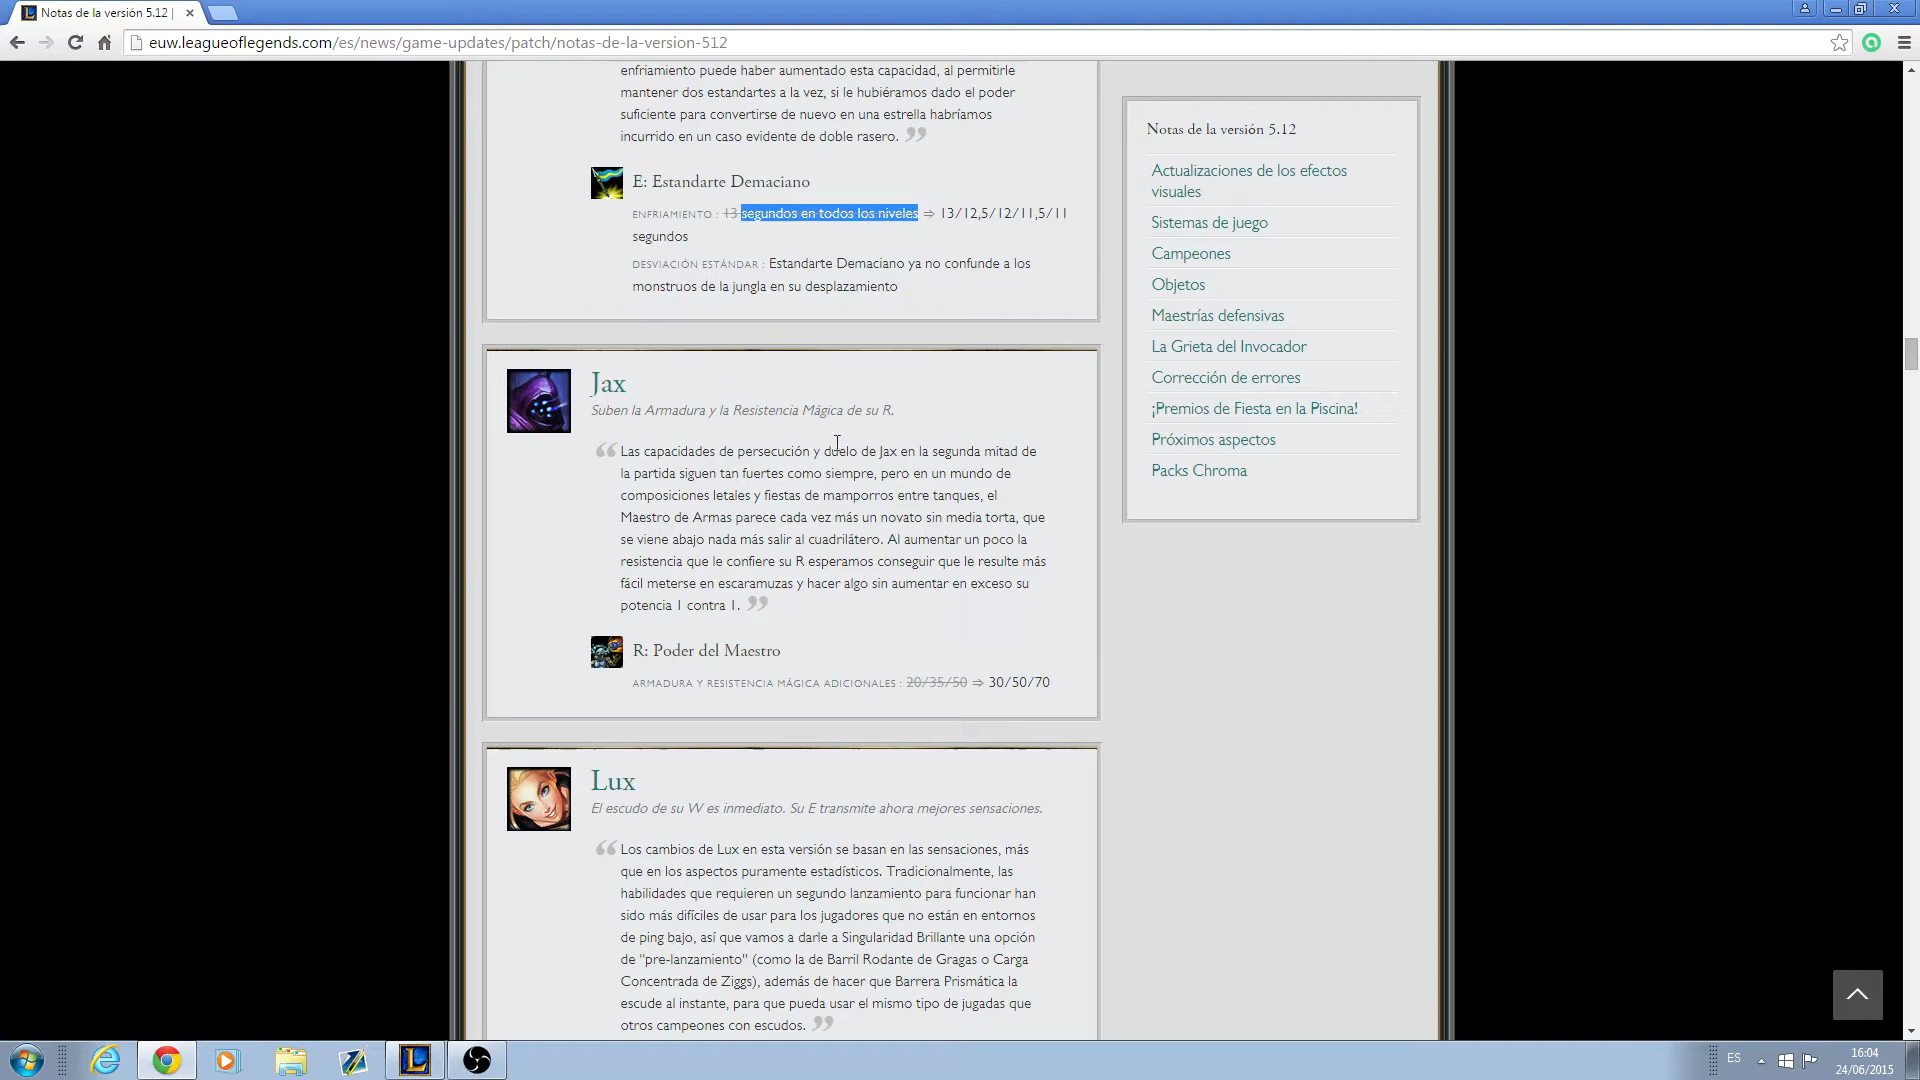 Notas de la versión 5.12 |
euw.leagueoflegends.com/es/news/game-updates/patch/notas-de-la-version-512
enfriamiento puede haber aumentado esta capacidad, al permitirle
mantener dos estandartes a la vez, si le hubiéramos dado el poder
suficiente para convertirse de nuevo en una estrella habríamos
incurrido en un caso evidente de doble rasero. ”
E: Estandarte Demaciano
ENFRIAMIENTO : 13 segundos en todos los niveles ⇒ 13/12,5/12/11,5/11
segundos
DESVIACIÓN ESTÁNDAR : Estandarte Demaciano ya no confunde a los
monstruos de la jungla en su desplazamiento
Jax
Suben la Armadura y la Resistencia Mágica de su R.
“ Las capacidades de persecución y duelo de Jax en la segunda mitad de
la partida siguen tan fuertes como siempre, pero en un mundo de
composiciones letales y fiestas de mamporros entre tanques, el
Maestro de Armas parece cada vez más un novato sin media torta, que
se viene abajo nada más salir al cuadrilátero. Al aumentar un poco la
resistencia que le confiere su R esperamos conseguir que le resulte más
fácil meterse en escaramuzas y hacer algo sin aumentar en exceso su
potencia 1 contra 1. ”
R: Poder del Maestro
ARMADURA Y RESISTENCIA MÁGICA ADICIONALES : 20/35/50 ⇒ 30/50/70
Lux
El escudo de su W es inmediato. Su E transmite ahora mejores sensaciones.
“ Los cambios de Lux en esta versión se basan en las sensaciones, más
que en los aspectos puramente estadísticos. Tradicionalmente, las
habilidades que requieren un segundo lanzamiento para funcionar han
sido más difíciles de usar para los jugadores que no están en entornos
de ping bajo, así que vamos a darle a Singularidad Brillante una opción
de "pre-lanzamiento" (como la de Barril Rodante de Gragas o Carga
Concentrada de Ziggs), además de hacer que Barrera Prismática la
escude al instante, para que pueda usar el mismo tipo de jugadas que
otros campeones con escudos. ”
Notas de la versión 5.12
Actualizaciones de los efectos
visuales
Sistemas de juego
Campeones
Objetos
Maestrías defensivas
La Grieta del Invocador
Corrección de errores
¡Premios de Fiesta en la Piscina!
Próximos aspectos
Packs Chroma
ES
16:04
24/06/2015